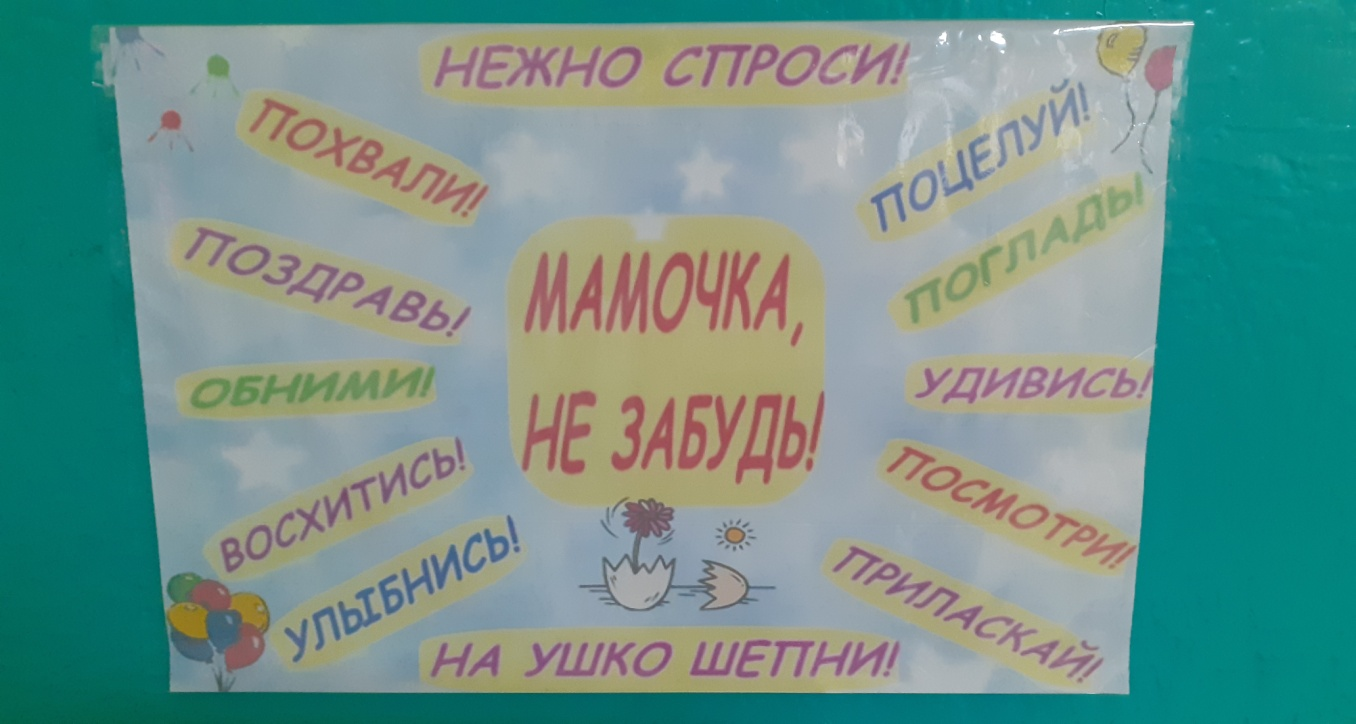 НЕЖНО СПРОСИ!
ПОХВАЛИ!
ПОЗДРАВЬ!
ОБНИМИ!
ВОСХИТИСЬ!
УЛЫБНИСЬ!
МАМОЧКА,
НЕ ЗАБУДЬ!
ПОЦЕЛУЙ!
ПОГЛАДЬ!
УДИВИСЬ!
ПОСМОТРИ!
ПРИЛАСКАЙ!
НА УШКО ШЕПНИ!